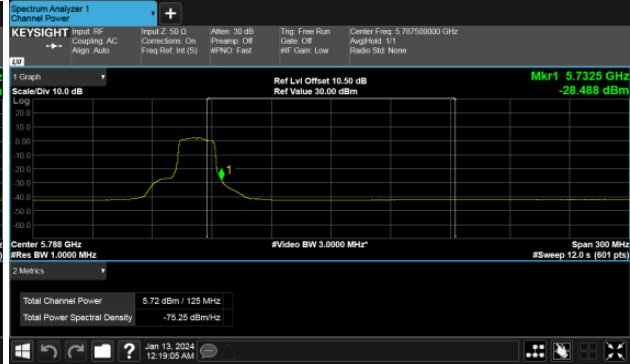 Spectrum Analyzer 1
Channel Power
+
KEYSIGHT
Input: RF
Coupling: AC
Align: Auto
Input Z: 50 Ω
Corrections: On
Freq Ref: Int (S)
Atten: 30 dB
Preamp: Off
#PNO: Fast
Trig: Free Run
Gate: Off
#IF Gain: Low
Center Freq: 5.787500000 GHz
Avg|Hold: 1/1
Radio Std: None
LXI
1 Graph
Scale/Div 10.0 dB
Ref Lvl Offset 10.50 dB
Ref Value 30.00 dBm
Mkr1 5.7325 GHz
-28.488 dBm
Log
20.0
10.0
0.00
-10.0
-20.0
-30.0
-40.0
-50.0
-60.0
1
Center 5.788 GHz
#Res BW 1.0000 MHz
#Video BW 3.0000 MHz*
Span 300 MHz
#Sweep 12.0 s (601 pts)
2 Metrics
Total Channel Power 5.72 dBm / 125 MHz
Total Power Spectral Density -75.25 dBm/Hz
?
Jan 13, 2024
12:19:05 AM